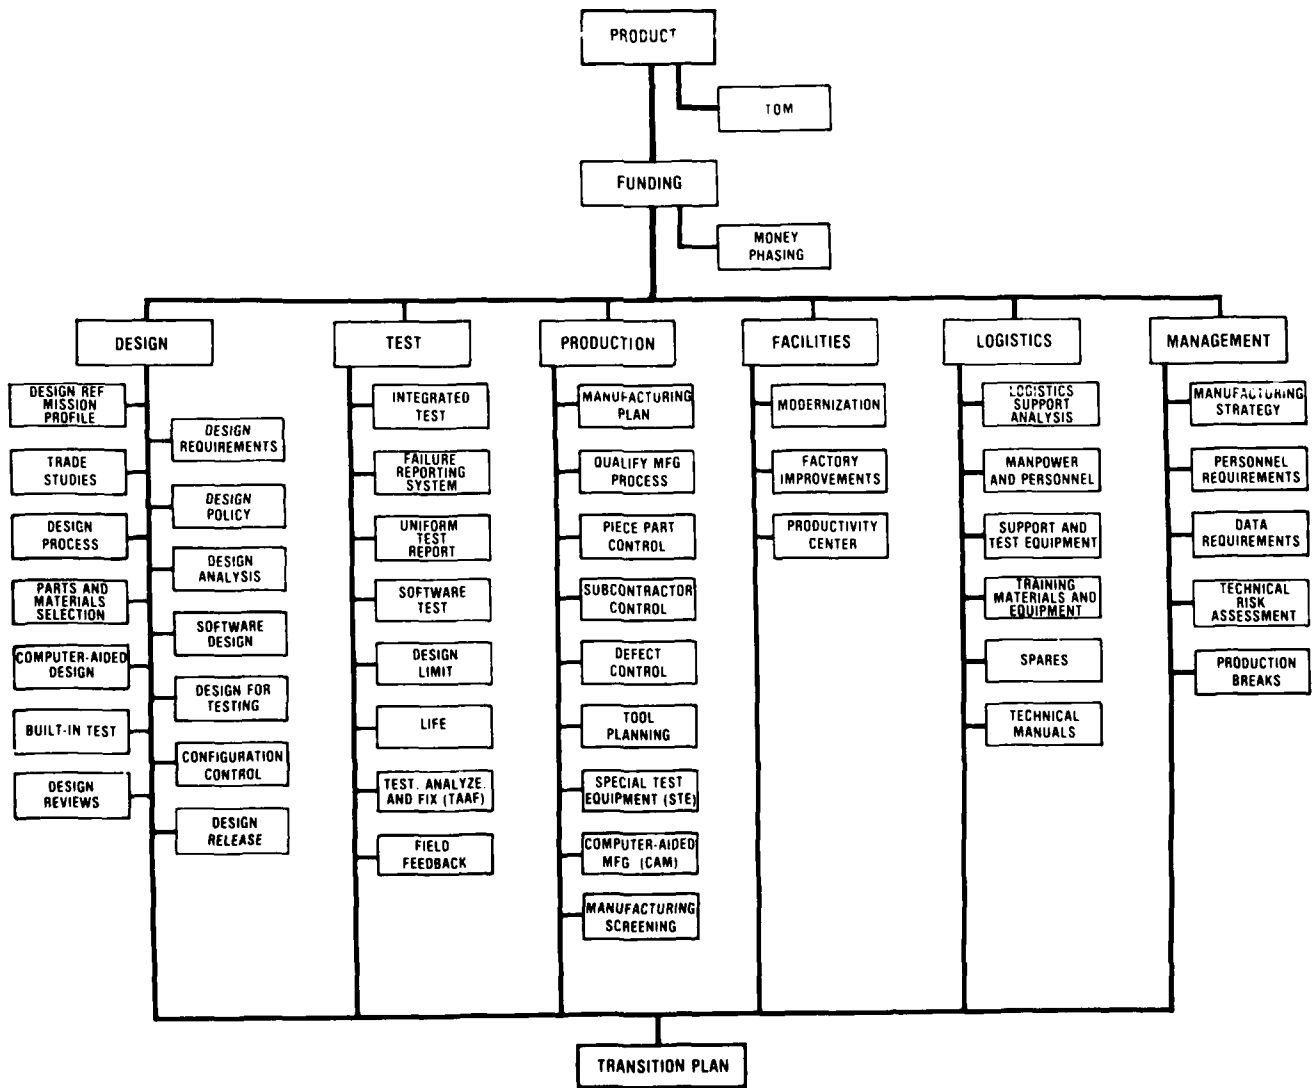 PRODUCT
TQM
FUNDING
MONEY
PHASING
DESIGN
TEST
PRODUCTION
FACILITIES
LOGISTICS
MANAGEMENT
DESIGN REF
MISSION
PROFILE
DESIGN
REQUIREMENTS
TRADE
STUDIES
DESIGN
POLICY
DESIGN
PROCESS
DESIGN
ANALYSIS
PARTS AND
MATERIALS
SELECTION
SOFTWARE
DESIGN
COMPUTER-AIDED
DESIGN
DESIGN FOR
TESTING
BUILT-IN TEST
CONFIGURATION
CONTROL
DESIGN
REVIEWS
DESIGN
RELEASE
INTEGRATED
TEST
FAILURE
REPORTING
SYSTEM
UNIFORM
TEST
REPORT
SOFTWARE
TEST
DESIGN
LIMIT
LIFE
TEST. ANALYZE.
AND FIX (TAAF)
FIELD
FEEDBACK
MANUFACTURING
PLAN
QUALIFY MFG
PROCESS
PIECE PART
CONTROL
SUBCONTRACTOR
CONTROL
DEFECT
CONTROL
TOOL
PLANNING
SPECIAL TEST
EQUIPMENT (STE)
COMPUTER-AIDED
MFG (CAM)
MANUFACTURING
SCREENING
MODERNIZATION
FACTORY
IMPROVEMENTS
PRODUCTIVITY
CENTER
LOGISTICS
SUPPORT
ANALYSIS
MANPOWER
AND PERSONNEL
SUPPORT AND
TEST EQUIPMENT
TRAINING
MATERIALS AND
EQUIPMENT
SPARES
TECHNICAL
MANUALS
MANUFACTURING
STRATEGY
PERSONNEL
REQUIREMENTS
DATA
REQUIREMENTS
TECHNICAL
RISK
ASSESSMENT
PRODUCTION
BREAKS
TRANSITION PLAN